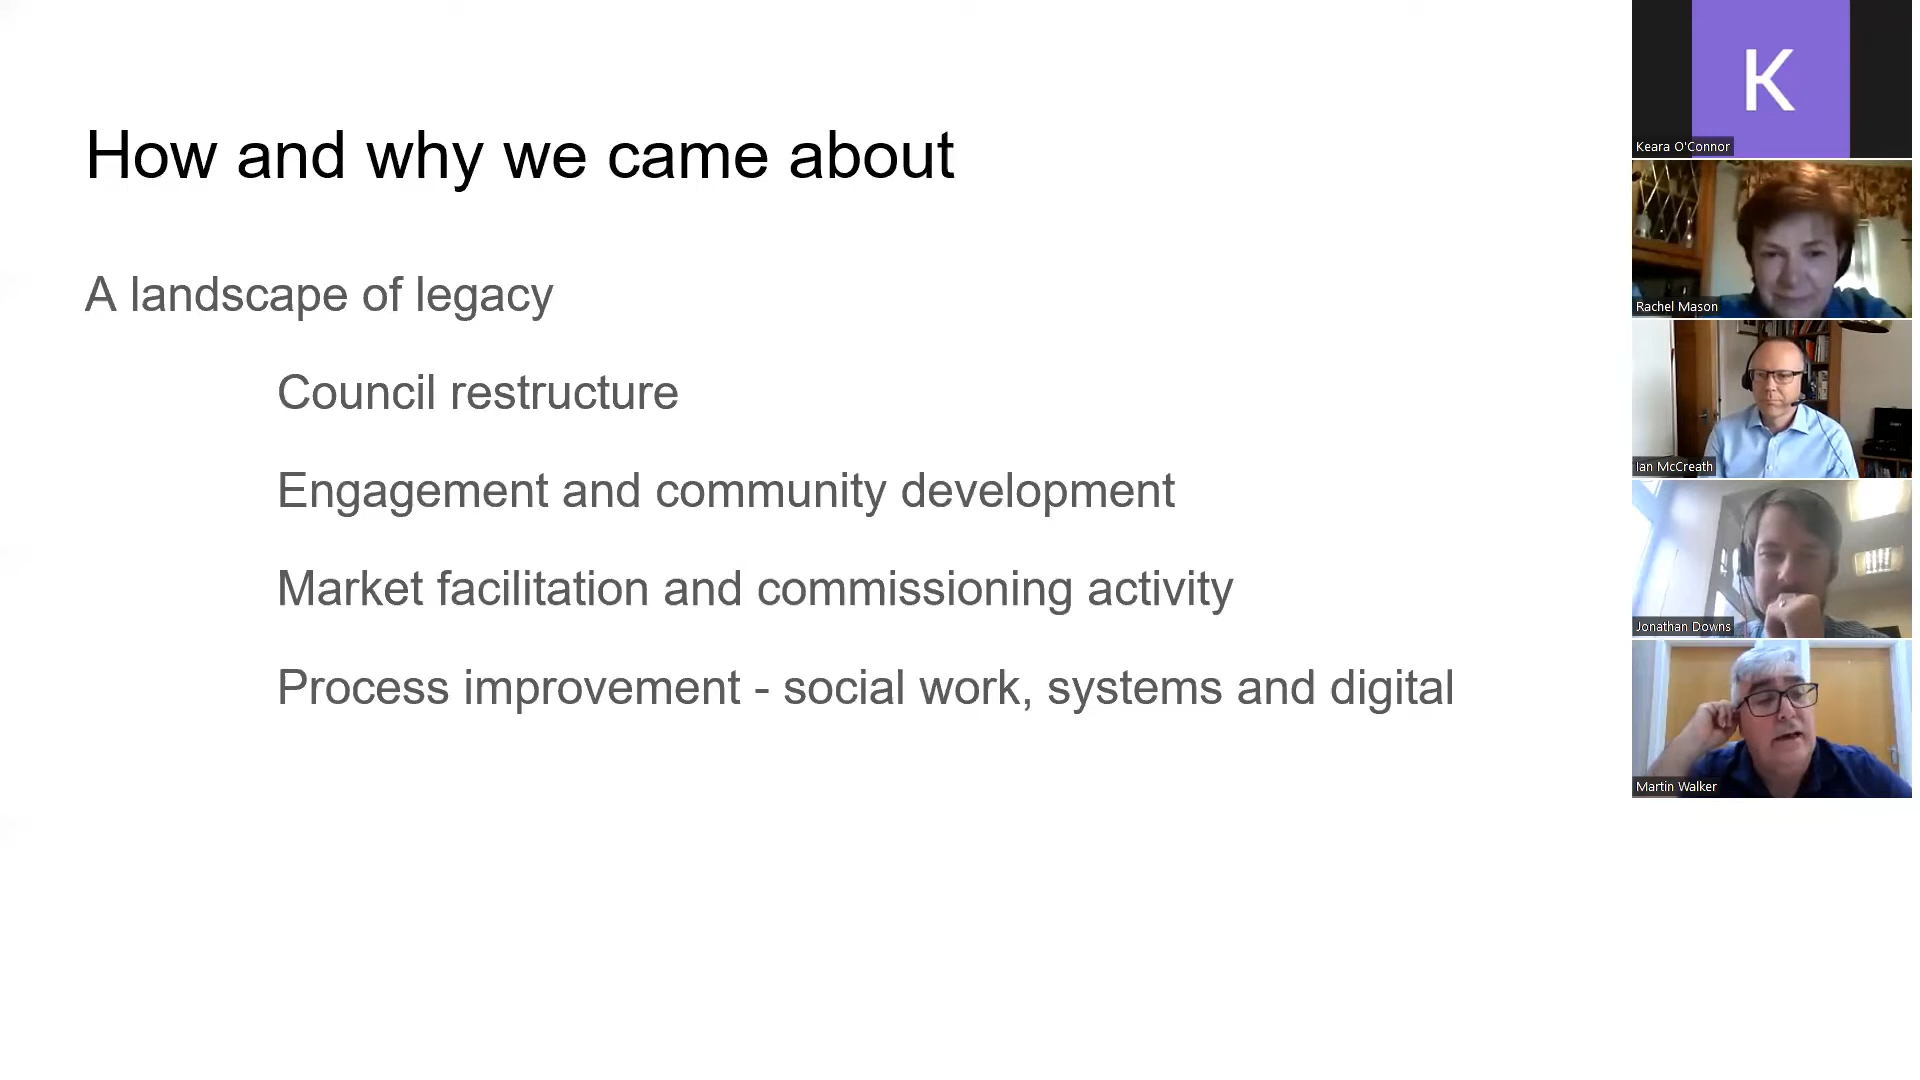 How and why we came about
A landscape of legacy
Council restructure
Engagement and community development
Market facilitation and commissioning activity
Process improvement - social work, systems and digital
K
Keara O'Connor
Rachel Mason
Ian McCreath
Jonathan Downs
Martin Walker